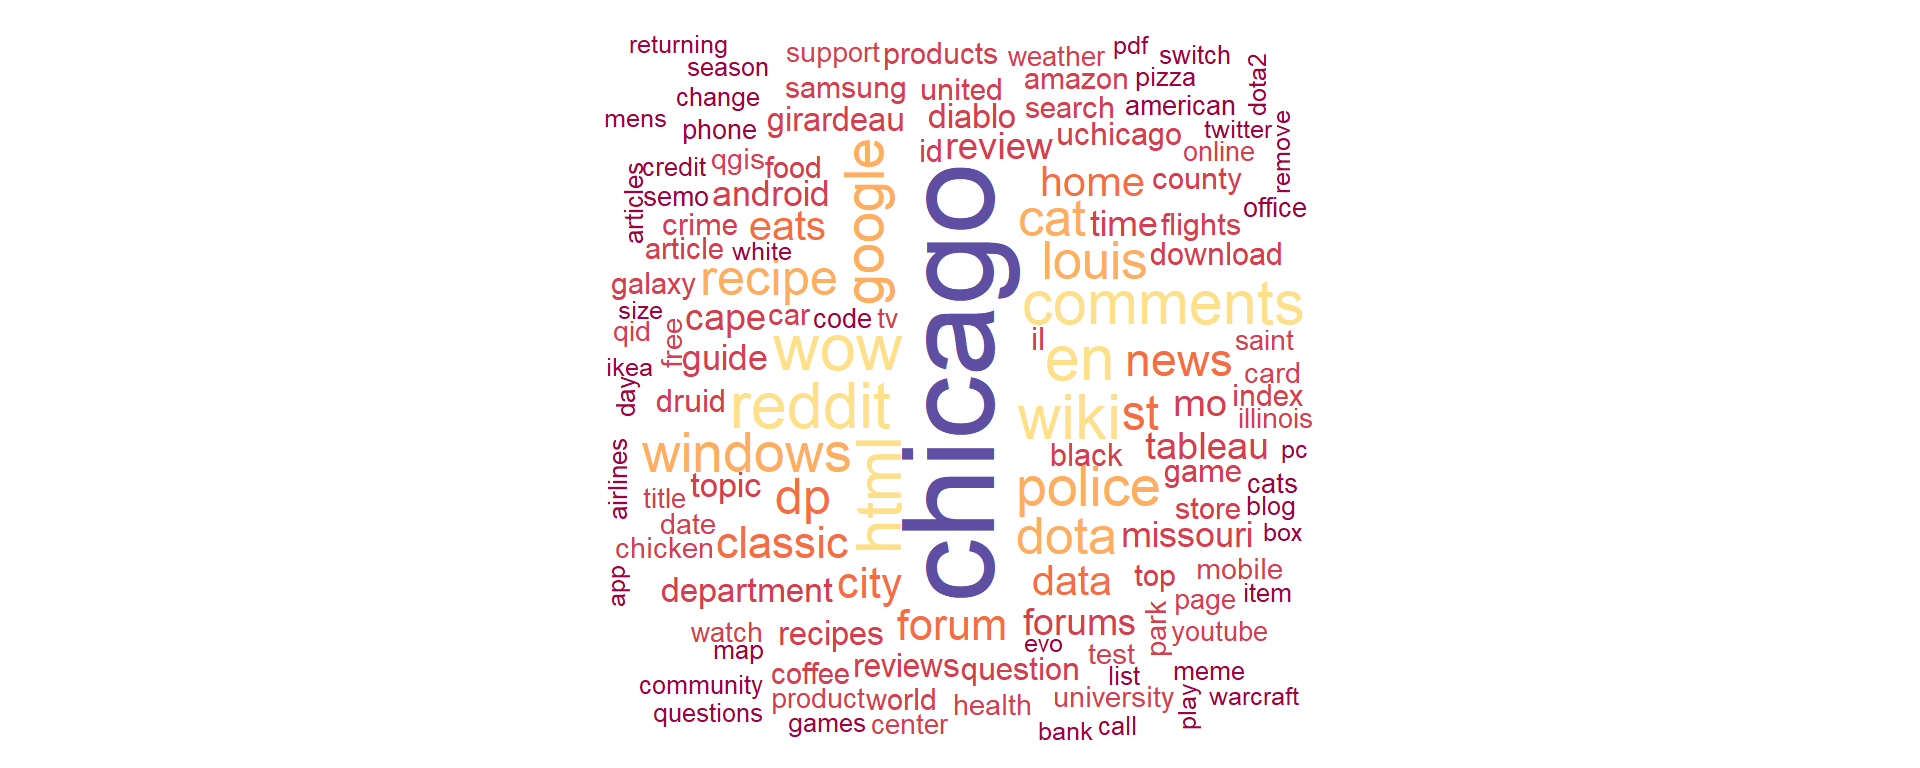 returning
support products weather pdf switch
season
samsung united amazon pizza dota2
change
mens phone girardeau diablo search american
id review uchicago twitter
online remove
credit qgis food google
articles semo android home county
crime eats cat time flights office
article white
galaxy recipe louis download
size cape car code tv comments
qid free
il saint
ikea guide wow en news card
day druid reddit chicago wiki st mo index
illinois
windows html black tableau pc
airlines topic dp police game cats
title store blog
date dota missouri box
chicken classic
app department city data top mobile
page item
watch recipes forum forums park youtube
map evo test
coffee reviews question list meme
community product world health university play warcraft
questions games center bank call